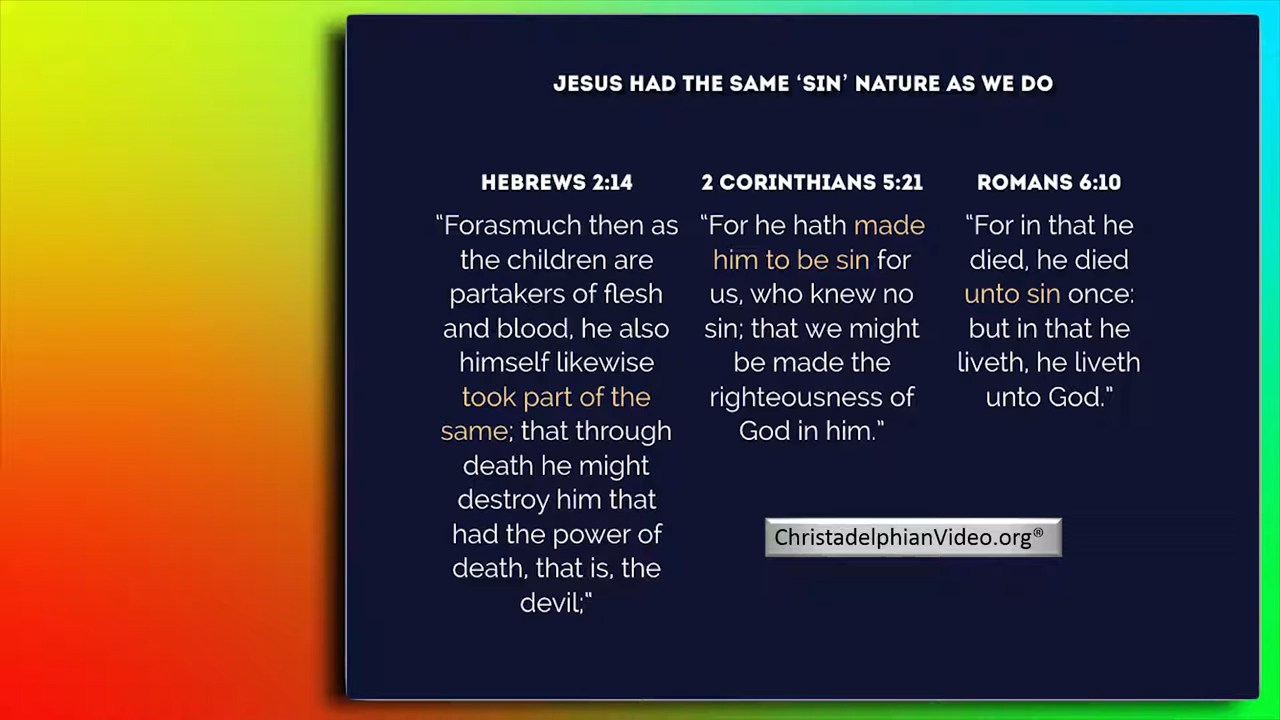 JESUS HAD THE SAME ‘SIN’ NATURE AS WE DO
HEBREWS 2:14
“Forasmuch then as
the children are
partakers of flesh
and blood, he also
himself likewise
took part of the
same; that through
death he might
destroy him that
had the power of
death, that is, the
devil;“
2 CORINTHIANS 5:21
“For he hath made
him to be sin for
us, who knew no
sin; that we might
be made the
righteousness of
God in him.”
ROMANS 6:10
“For in that he
died, he died
unto sin once:
but in that he
liveth, he liveth
unto God.”
ChristadelphianVideo.org®